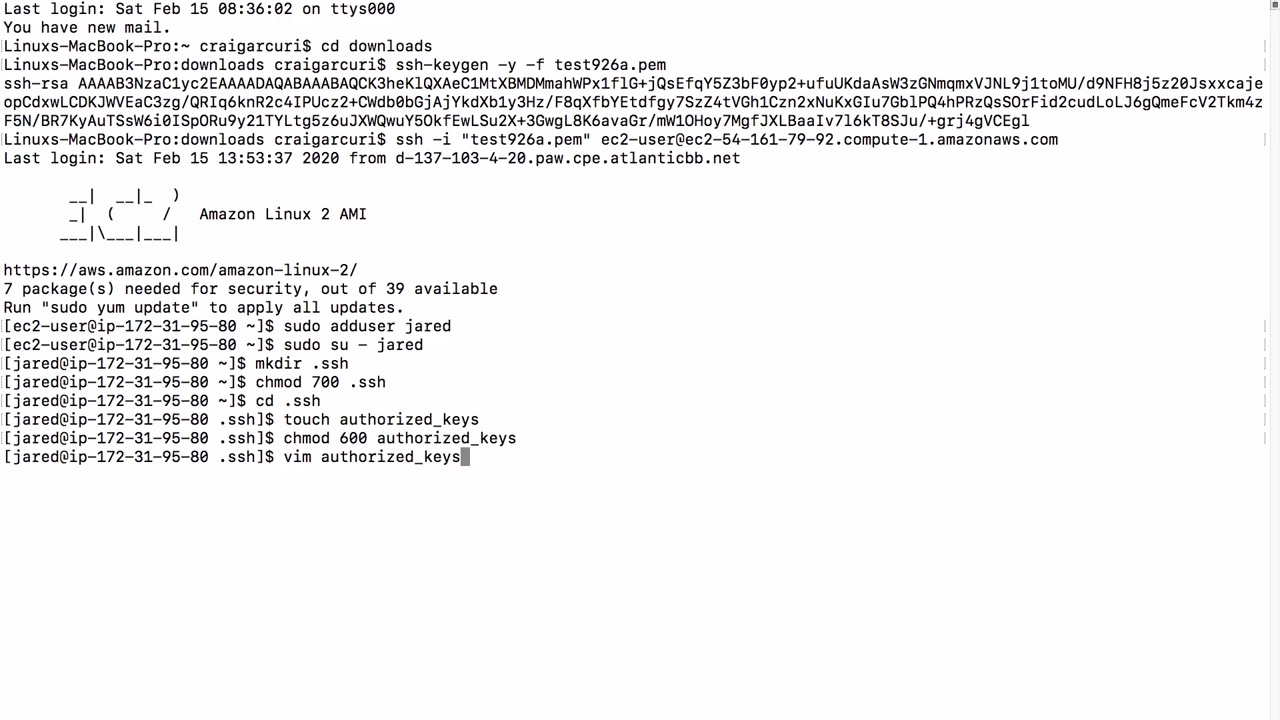 Last login: Sat Feb 15 08:36:02 on ttys000
You have new mail.
Linuxs-MacBook-Pro:~ craigarcuri$ cd downloads
Linuxs-MacBook-Pro:downloads craigarcuri$ ssh-keygen -y -f test926a.pem
ssh-rsa AAAAB3NzaC1yc2EAAAADAQABAAABAQCK3heKlQXAeC1MtXBMDMmahWPx1flG+jQsEfqY5Z3bF0yp2+ufuUKdaAsW3zGNmqmxVJNL9j1toMU/d9NFH8j5z20Jsxxcaje
opCdxwLCDKJWVEaC3zg/QRIq6knR2c4IPUcz2+CWdb0bGjAjYkdXb1y3Hz/F8qXfbYEtdfgy7SzZ4tVGh1Czn2xNuKxGIu7GblPQ4hPRzQsSOrFid2cudLoLJ6gQmeFcV2Tkm4z
F5N/BR7KyAuTSsW6i0ISpORu9y21TYLtg5z6uJXWQwuY5OkfEwLSu2X+3GwgL8K6avaGr/mW1OHoy7MgfJXLBaaIv7l6kT8SJu/+grj4gVCEgl
Linuxs-MacBook-Pro:downloads craigarcuri$ ssh -i "test926a.pem" ec2-user@ec2-54-161-79-92.compute-1.amazonaws.com
Last login: Sat Feb 15 13:53:37 2020 from d-137-103-4-20.paw.cpe.atlanticbb.net
       __|  __|_  )
       _|  (     /   Amazon Linux 2 AMI
      ___|\___|___|
https://aws.amazon.com/amazon-linux-2/
7 package(s) needed for security, out of 39 available
Run "sudo yum update" to apply all updates.
[ec2-user@ip-172-31-95-80 ~]$ sudo adduser jared
[ec2-user@ip-172-31-95-80 ~]$ sudo su - jared
[jared@ip-172-31-95-80 ~]$ mkdir .ssh
[jared@ip-172-31-95-80 ~]$ chmod 700 .ssh
[jared@ip-172-31-95-80 ~]$ cd .ssh
[jared@ip-172-31-95-80 .ssh]$ touch authorized_keys
[jared@ip-172-31-95-80 .ssh]$ chmod 600 authorized_keys
[jared@ip-172-31-95-80 .ssh]$ vim authorized_keys